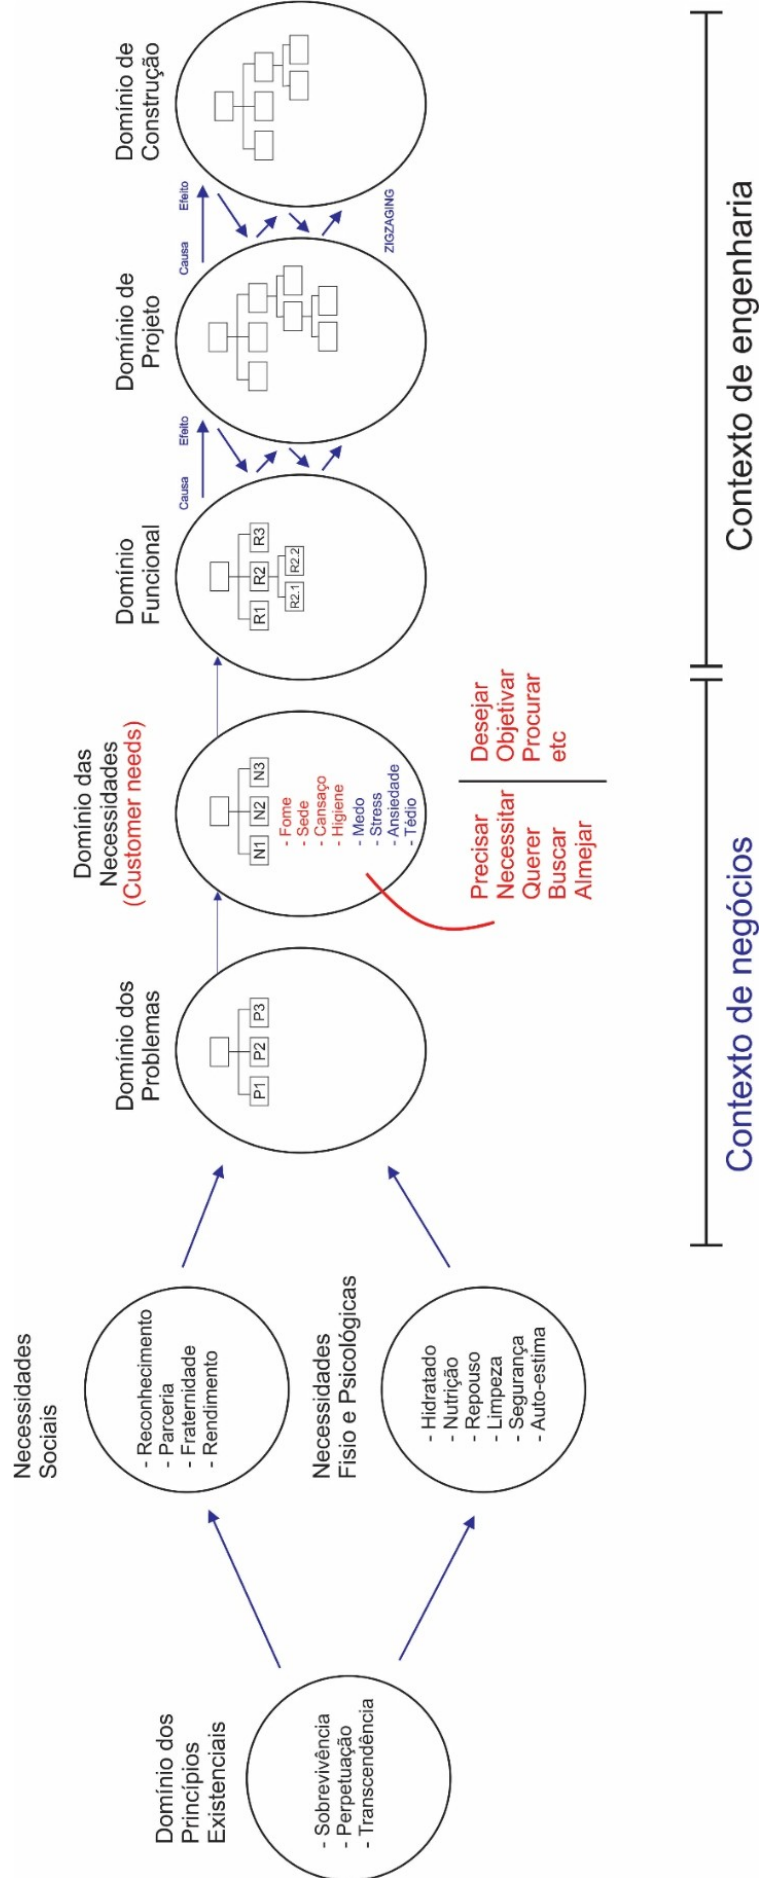 Domínio dos
Princípios
Existenciais
- Sobrevivência
- Perpetuação
- Transcendência
Necessidades
Sociais
- Reconhecimento
- Parceria
- Fraternidade
- Rendimento
Necessidades
Fisio e Psicológicas
- Hidratado
- Nutrição
- Repouso
- Limpeza
- Segurança
- Auto-estima
Domínio dos
Problemas
P1
P2
P3
Domínio das
Necessidades
(Customer needs)
N1
N2
N3
- Fome
- Sede
- Cansaço
- Higiene
- Medo
- Stress
- Ansiedade
- Tédio
Precisar
Necessitar
Querer
Buscar
Almejar
Desejar
Objetivar
Procurar
etc
Domínio
Funcional
R1
R2
R3
R2.1
R2.2
Causa
Efeito
Domínio de
Projeto
Causa
Efeito
ZIGZAGING
Domínio de
Construção
Contexto de negócios
Contexto de engenharia